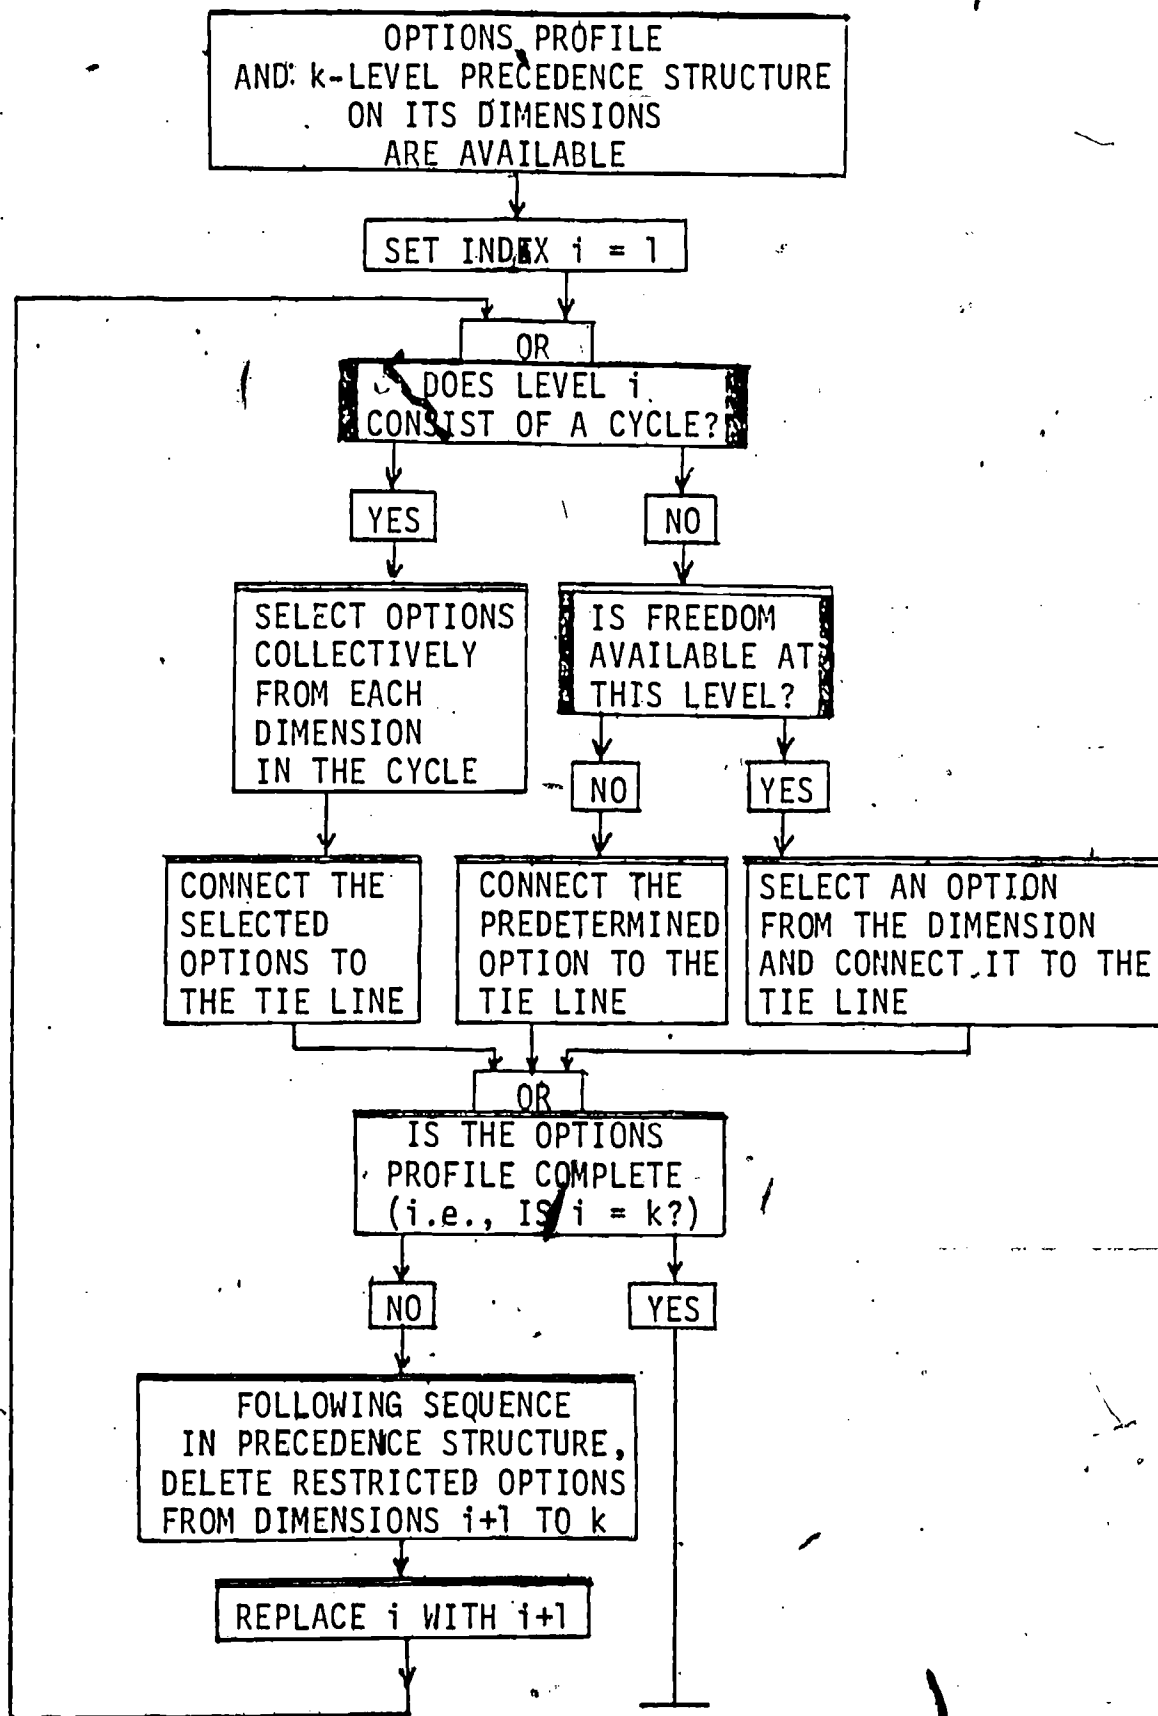 OPTIONS PROFILE
AND k-LEVEL PRECEDENCE STRUCTURE
ON ITS DIMENSIONS
ARE AVAILABLE
SET INDEX i = 1
OR
DOES LEVEL i
CONSIST OF A CYCLE?
YES
NO
SELECT OPTIONS
COLLECTIVELY
FROM EACH
DIMENSION
IN THE CYCLE
IS FREEDOM
AVAILABLE AT
THIS LEVEL?
NO
YES
CONNECT THE
SELECTED
OPTIONS TO
THE TIE LINE
CONNECT THE
PREDETERMINED
OPTION TO THE
TIE LINE
SELECT AN OPTION
FROM THE DIMENSION
AND CONNECT IT TO THE
TIE LINE
OR
IS THE OPTIONS
PROFILE COMPLETE
(i.e., IS i = k?)
NO
YES
FOLLOWING SEQUENCE
IN PRECEDENCE STRUCTURE,
DELETE RESTRICTED OPTIONS
FROM DIMENSIONS i+1 TO k
REPLACE i WITH i+1